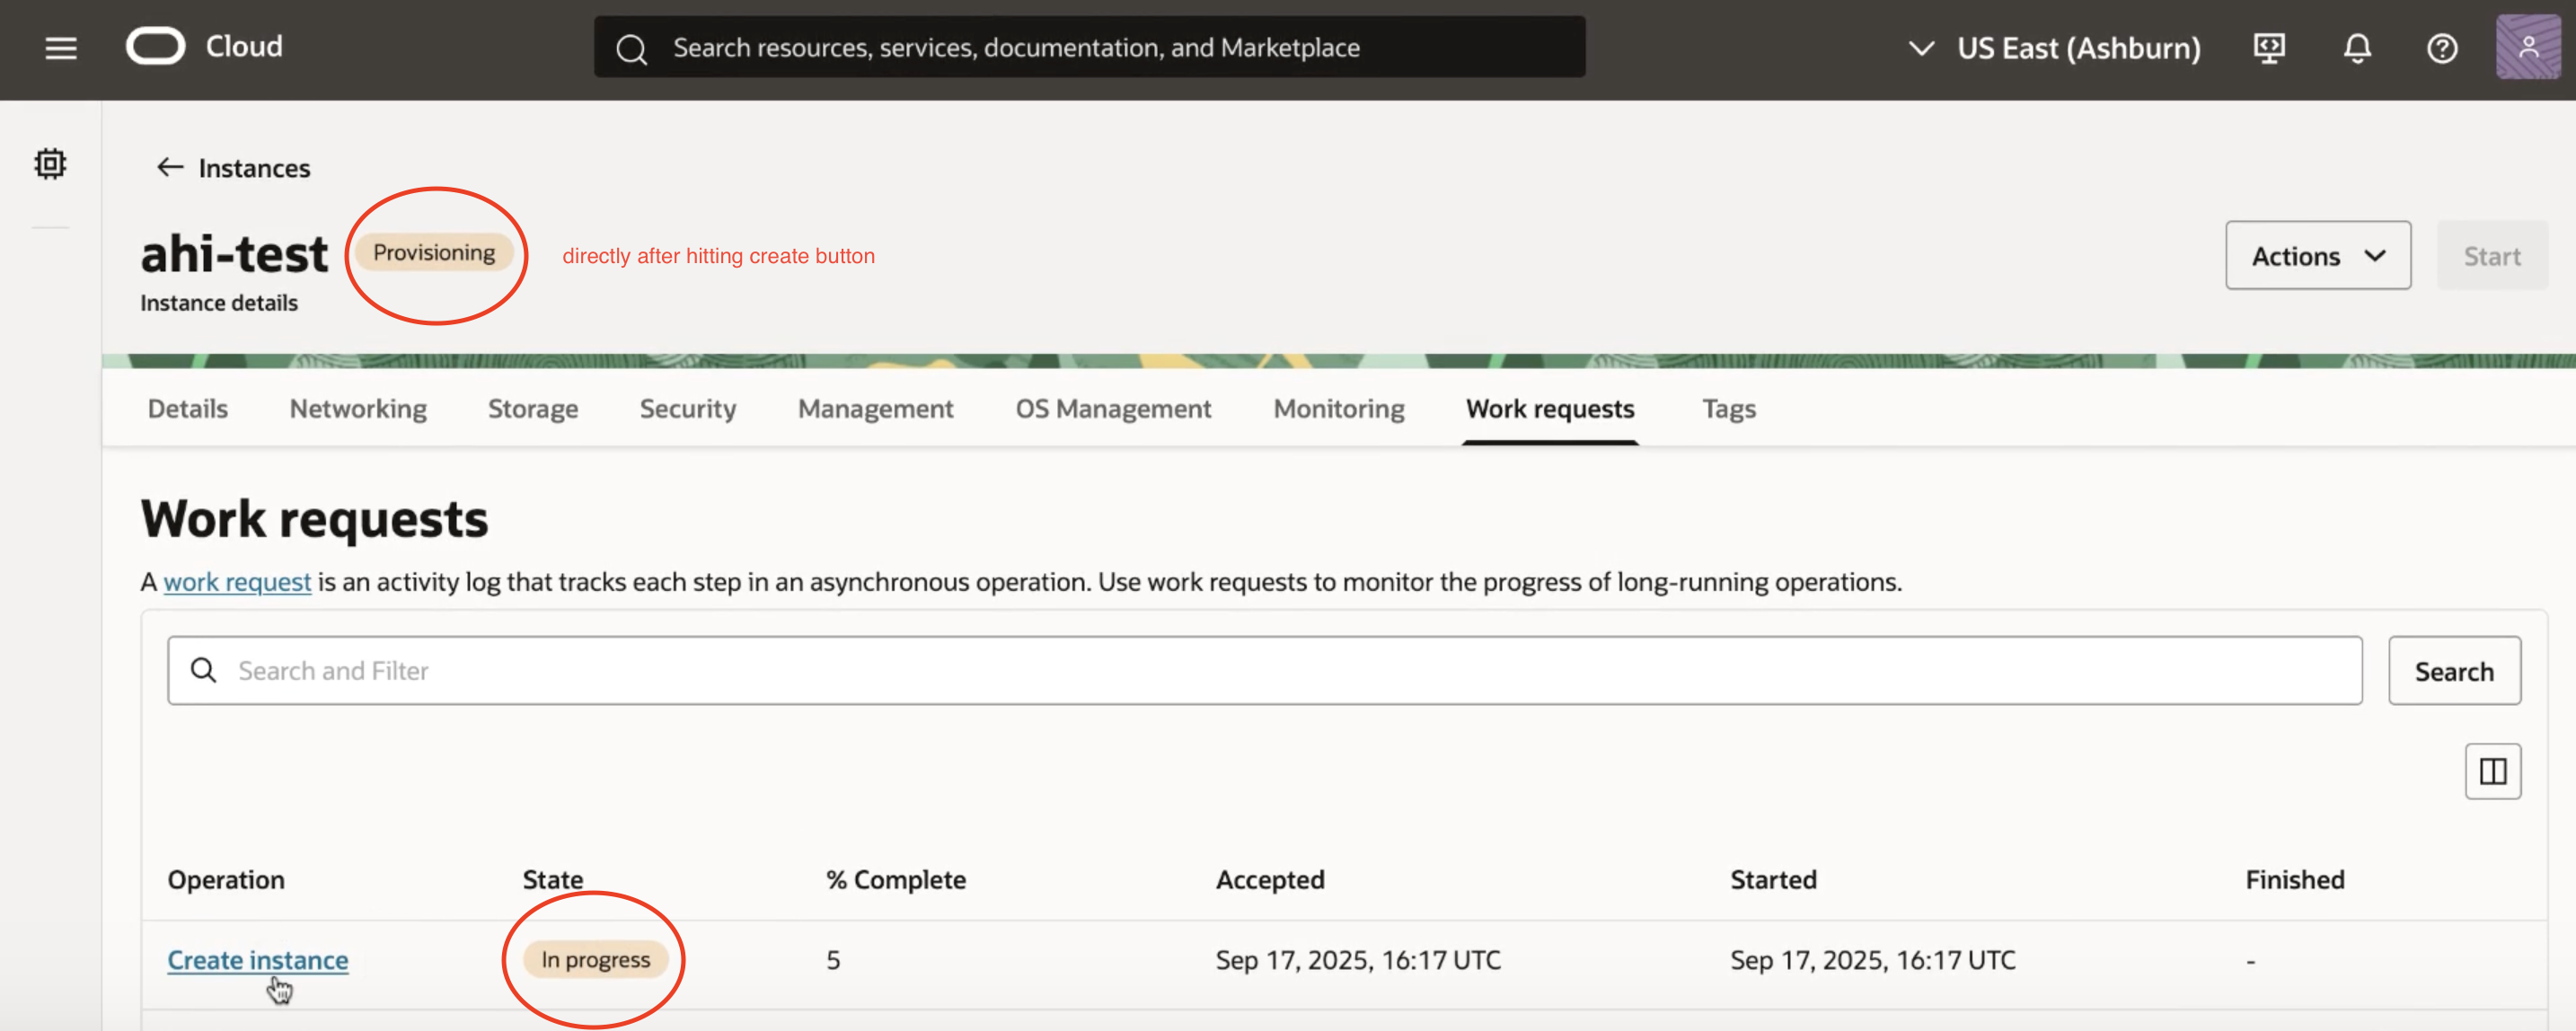 Cloud
Search resources, services, documentation, and Marketplace
US East (Ashburn)
Instances
ahi-test
Provisioning
directly after hitting create button
Actions
Start
Instance details
Details
Networking
Storage
Security
Management
OS Management
Monitoring
Work requests
Tags
Work requests
A work request is an activity log that tracks each step in an asynchronous operation. Use work requests to monitor the progress of long-running operations.
Search and Filter
Search
Operation
State
% Complete
Accepted
Started
Finished
Create instance
In progress
5
Sep 17, 2025, 16:17 UTC
Sep 17, 2025, 16:17 UTC
-